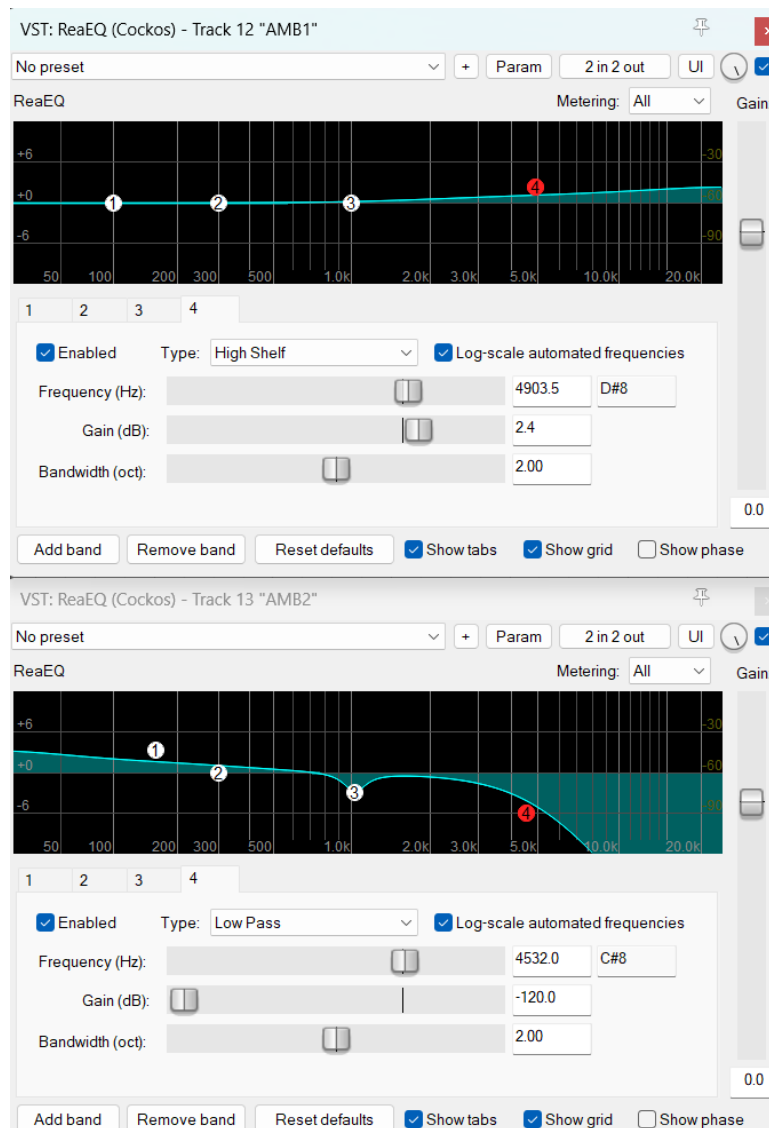 VST: ReaEQ (Cockos) - Track 12 "AMB1"
No preset + Param 2 in 2 out UI
ReaEQ Metering: All Gain
+6 -30
+0 -60
-6 -90
50 100 200 300 500 1.0k 2.0k 3.0k 5.0k 10.0k 20.0k
1 2 3 4
1 2 3 4
Enabled Type: High Shelf Log-scale automated frequencies
Frequency (Hz): 4903.5 D#8
Gain (dB): 2.4
Bandwidth (oct): 2.00
0.0
Add band Remove band Reset defaults Show tabs Show grid Show phase
VST: ReaEQ (Cockos) - Track 13 "AMB2"
No preset + Param 2 in 2 out UI
ReaEQ Metering: All Gain
+6 -30
1
+0 2 -60
3
-6 4 -90
50 100 200 300 500 1.0k 2.0k 3.0k 5.0k 10.0k 20.0k
1 2 3 4
Enabled Type: Low Pass Log-scale automated frequencies
Frequency (Hz): 4532.0 C#8
Gain (dB): -120.0
Bandwidth (oct): 2.00
0.0
Add band Remove band Reset defaults Show tabs Show grid Show phase